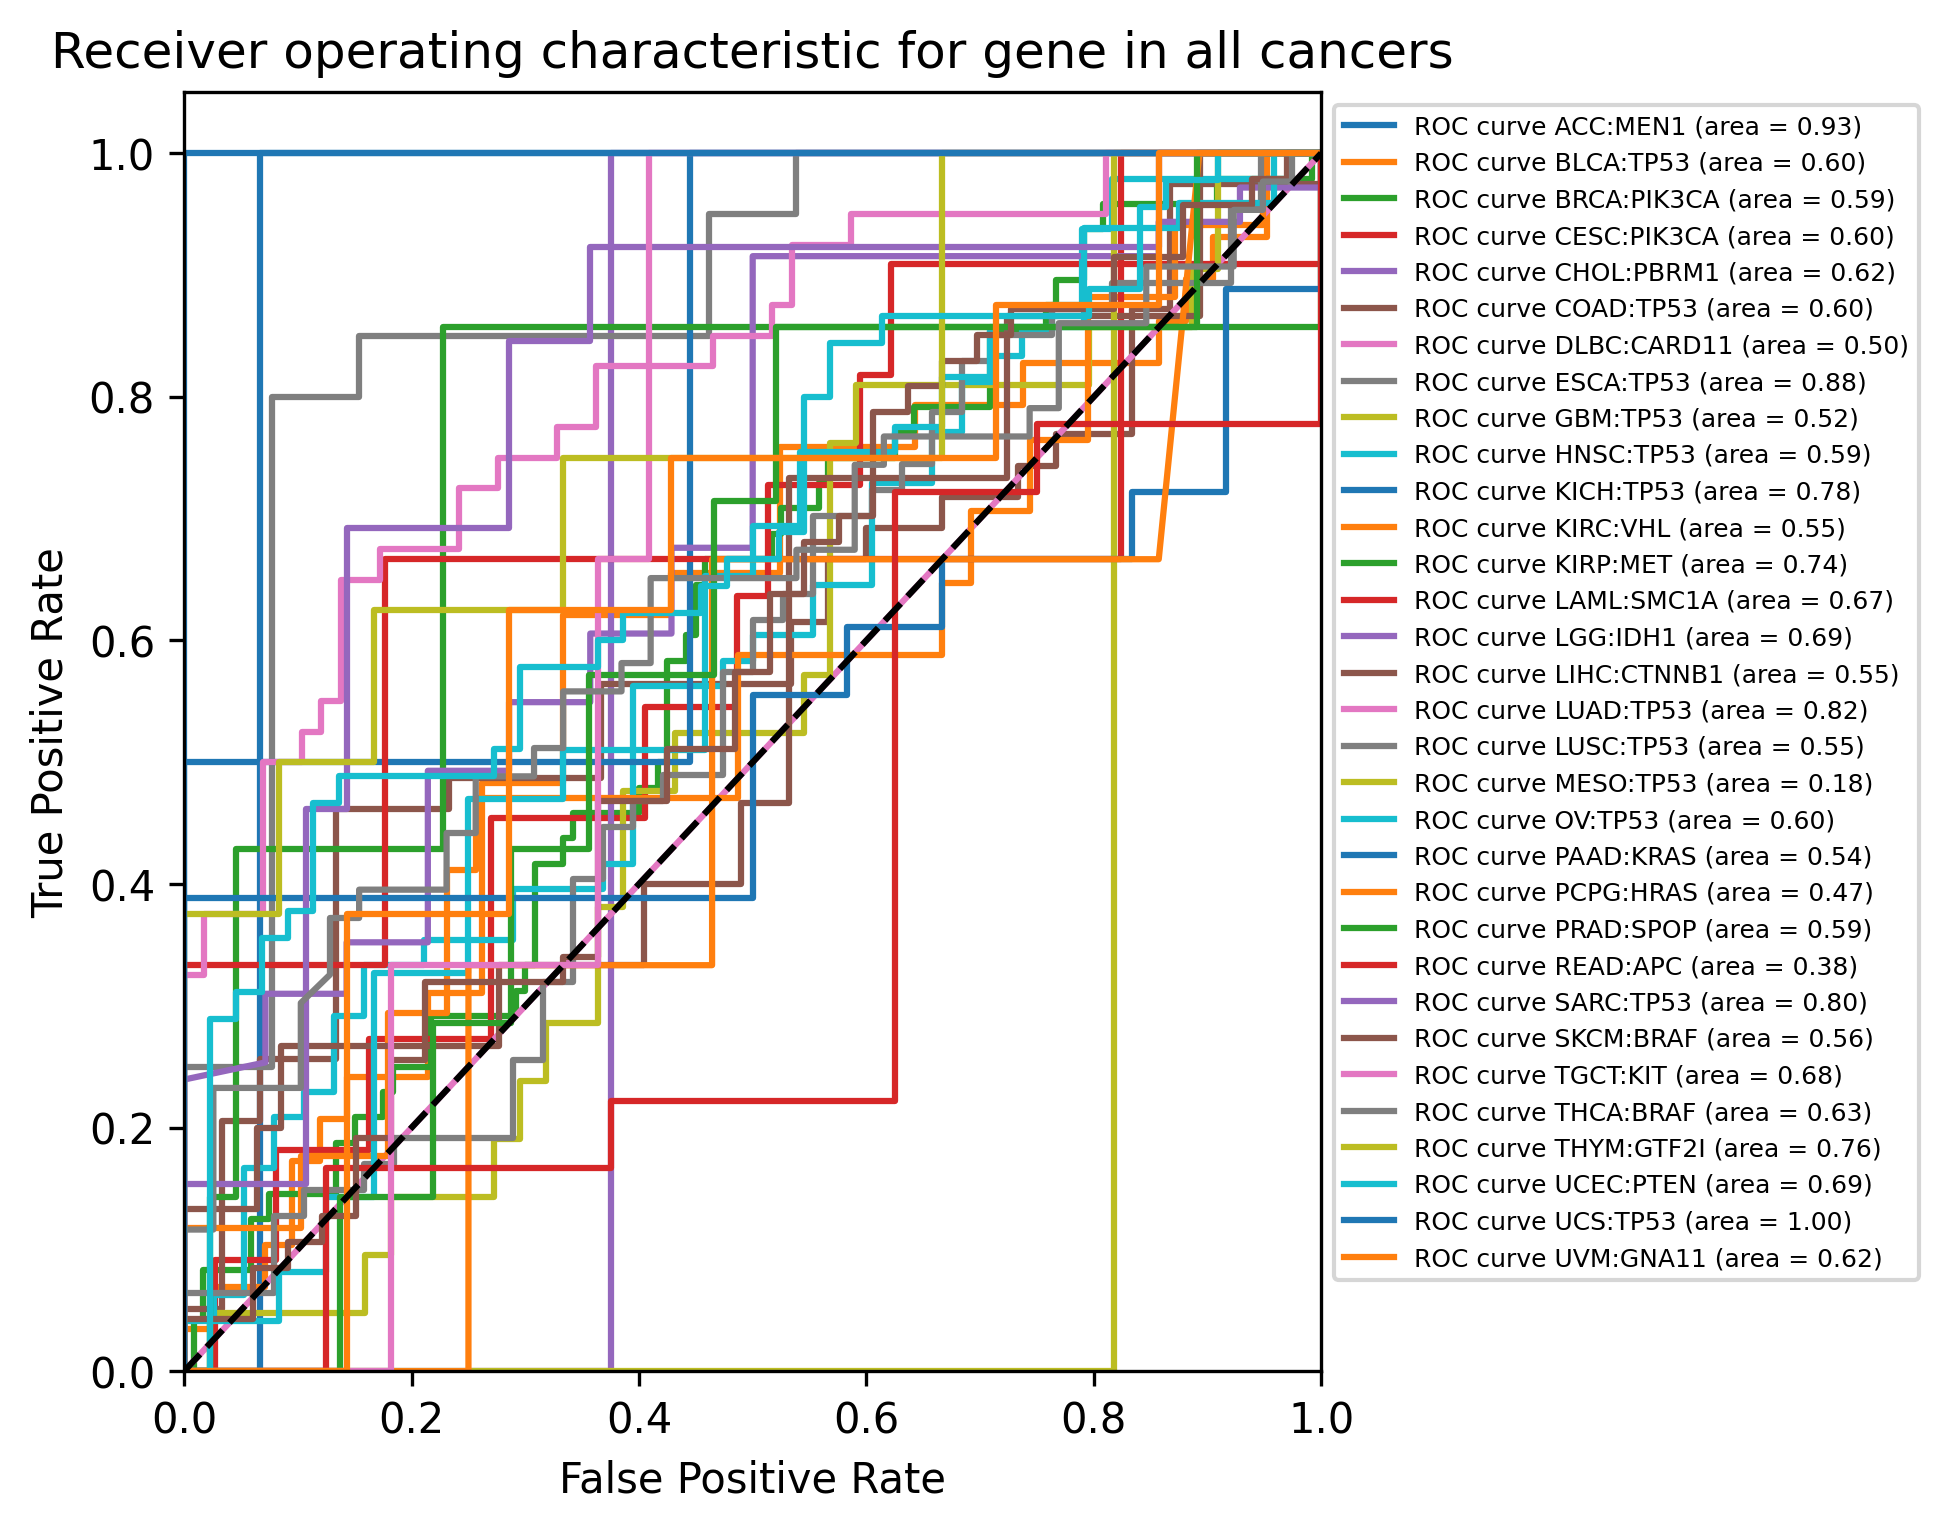 Receiver operating characteristic for gene in all cancers
1.0
0.8
0.6
0.4
0.2
0.0
True Positive Rate
0.0 0.2 0.4 0.6 0.8 1.0
False Positive Rate
ROC curve ACC:MEN1 (area = 0.93)
ROC curve BLCA:TP53 (area = 0.60)
ROC curve BRCA:PIK3CA (area = 0.59)
ROC curve CESC:PIK3CA (area = 0.60)
ROC curve CHOL:PBRM1 (area = 0.62)
ROC curve COAD:TP53 (area = 0.60)
ROC curve DLBC:CARD11 (area = 0.50)
ROC curve ESCA:TP53 (area = 0.88)
ROC curve GBM:TP53 (area = 0.52)
ROC curve HNSC:TP53 (area = 0.59)
ROC curve KICH:TP53 (area = 0.78)
ROC curve KIRC:VHL (area = 0.55)
ROC curve KIRP:MET (area = 0.74)
ROC curve LAML:SMC1A (area = 0.67)
ROC curve LGG:IDH1 (area = 0.69)
ROC curve LIHC:CTNNB1 (area = 0.55)
ROC curve LUAD:TP53 (area = 0.82)
ROC curve LUSC:TP53 (area = 0.55)
ROC curve MESO:TP53 (area = 0.18)
ROC curve OV:TP53 (area = 0.60)
ROC curve PAAD:KRAS (area = 0.54)
ROC curve PCPG:HRAS (area = 0.47)
ROC curve PRAD:SPOP (area = 0.59)
ROC curve READ:APC (area = 0.38)
ROC curve SARC:TP53 (area = 0.80)
ROC curve SKCM:BRAF (area = 0.56)
ROC curve TGCT:KIT (area = 0.68)
ROC curve THCA:BRAF (area = 0.63)
ROC curve THYM:GTF2I (area = 0.76)
ROC curve UCEC:PTEN (area = 0.69)
ROC curve UCS:TP53 (area = 1.00)
ROC curve UVM:GNA11 (area = 0.62)